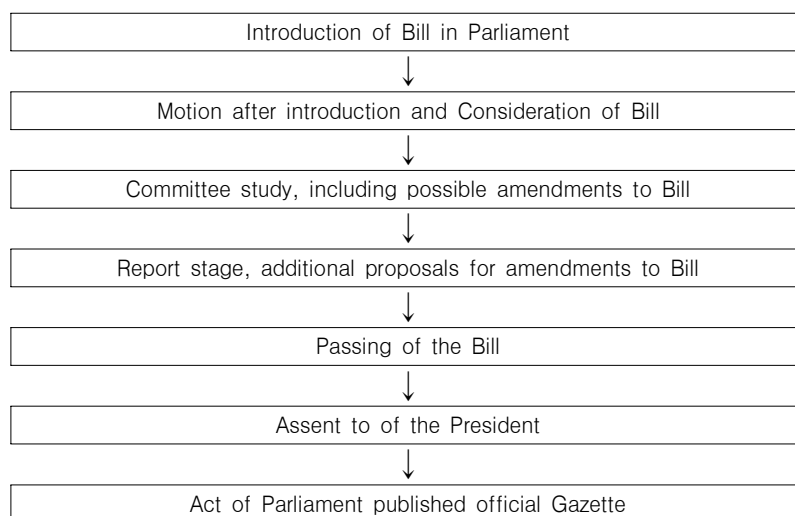 Introduction of Bill in Parliament
Motion after introduction and Consideration of Bill
Committee study, including possible amendments to Bill
Report stage, additional proposals for amendments to Bill
Passing of the Bill
Assent to of the President
Act of Parliament published official Gazette